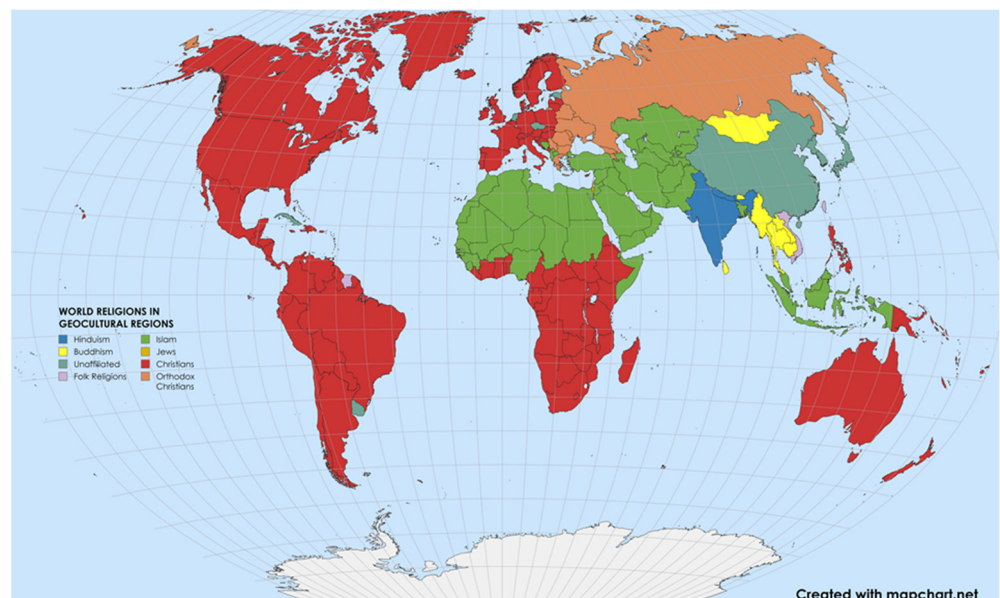 WORLD RELIGIONS IN
GEOCULTURAL REGIONS
Hinduism
Buddhism
Unaffiliated
Folk Religions
Islam
Jews
Christians
Orthodox
Christians
Created with mapchart.net